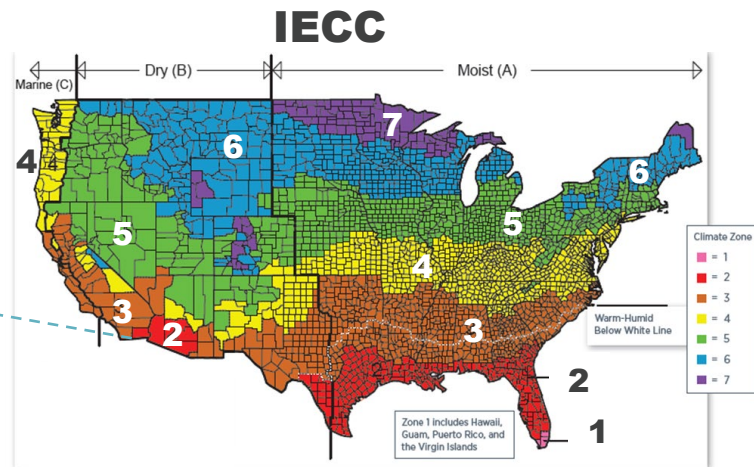 IECC
Marine (C)
Dry (B)
Moist (A)
7
6
6
4
4
5
5
4
3
3
2
2
2
1
Climate Zone
= 1
= 2
= 3
= 4
= 5
= 6
= 7
Warm-Humid
Below White Line
Zone 1 includes Hawaii,
Guam, Puerto Rico, and
the Virgin Islands